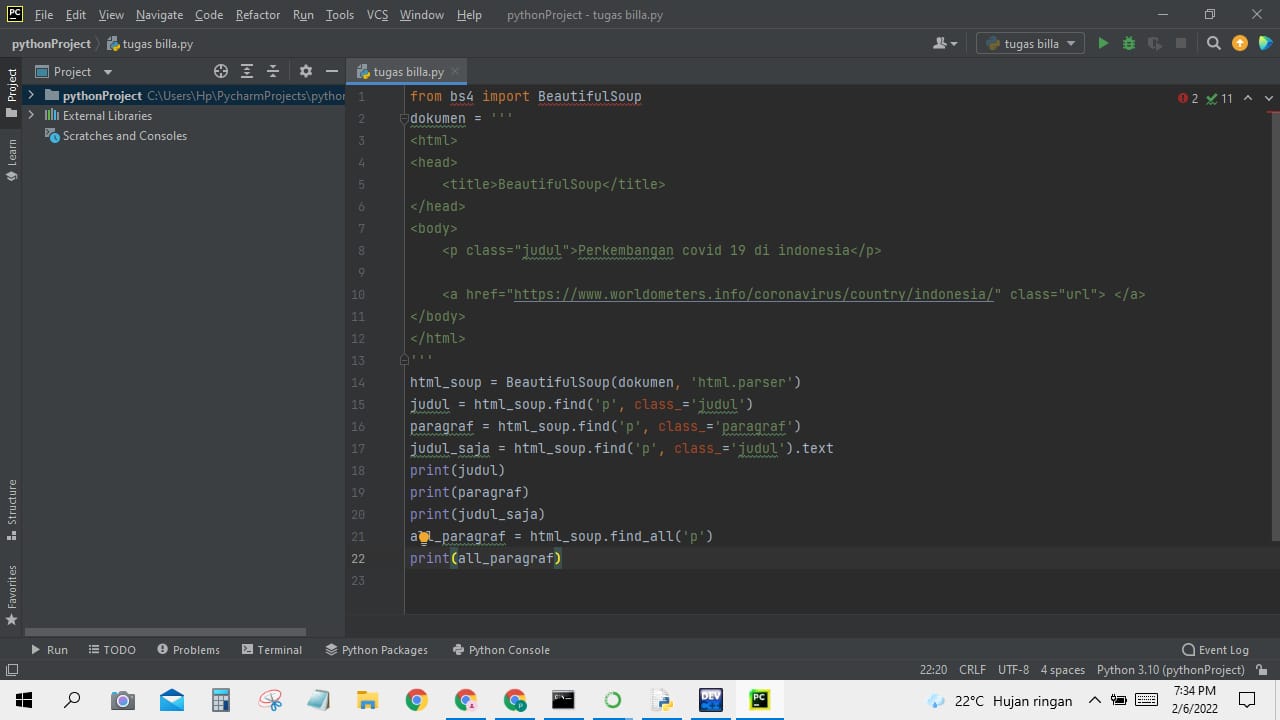 PC File Edit View Navigate Code Refactor Run Tools VCS Window Help pythonProject - tugas billa.py
pythonProject tugas billa.py tugas billa
Project Project tugas billa.py
pythonProject C:\Users\Hp\PycharmProjects\python
External Libraries
Scratches and Consoles
Learn
Structure
Favorites
2 11
1 from bs4 import BeautifulSoup
2 dokumen = '''
3 <html>
4 <head>
5 <title>BeautifulSoup</title>
6 </head>
7 <body>
8 <p class="judul">Perkembangan covid 19 di indonesia</p>
9
10 <a href="https://www.worldometers.info/coronavirus/country/indonesia/" class="url"> </a>
11 </body>
12 </html>
13 '''
14 html_soup = BeautifulSoup(dokumen, 'html.parser')
15 judul = html_soup.find('p', class_='judul')
16 paragraf = html_soup.find('p', class_='paragraf')
17 judul_saja = html_soup.find('p', class_='judul').text
18 print(judul)
19 print(paragraf)
20 print(judul_saja)
21 all_paragraf = html_soup.find_all('p')
22 print(all_paragraf)
23
Run TODO Problems Terminal Python Packages Python Console Event Log
22:20 CRLF UTF-8 4 spaces Python 3.10 (pythonProject)
DEV
PC
22°C Hujan ringan
7:34 PM
2/6/2022